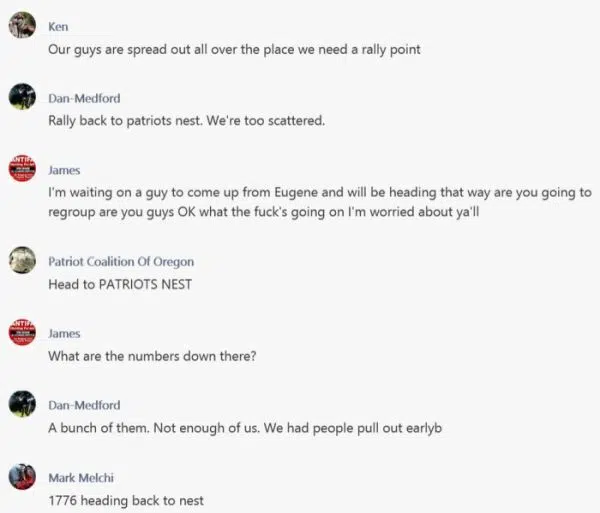 Ken
Our guys are spread out all over the place we need a rally point
Dan-Medford
Rally back to patriots nest. We're too scattered.
James
I'm waiting on a guy to come up from Eugene and will be heading that way are you going to
regroup are you guys OK what the fuck's going on I'm worried about ya'll
Patriot Coalition Of Oregon
Head to PATRIOTS NEST
James
What are the numbers down there?
Dan-Medford
A bunch of them. Not enough of us. We had people pull out earlyb
Mark Melchi
1776 heading back to nest